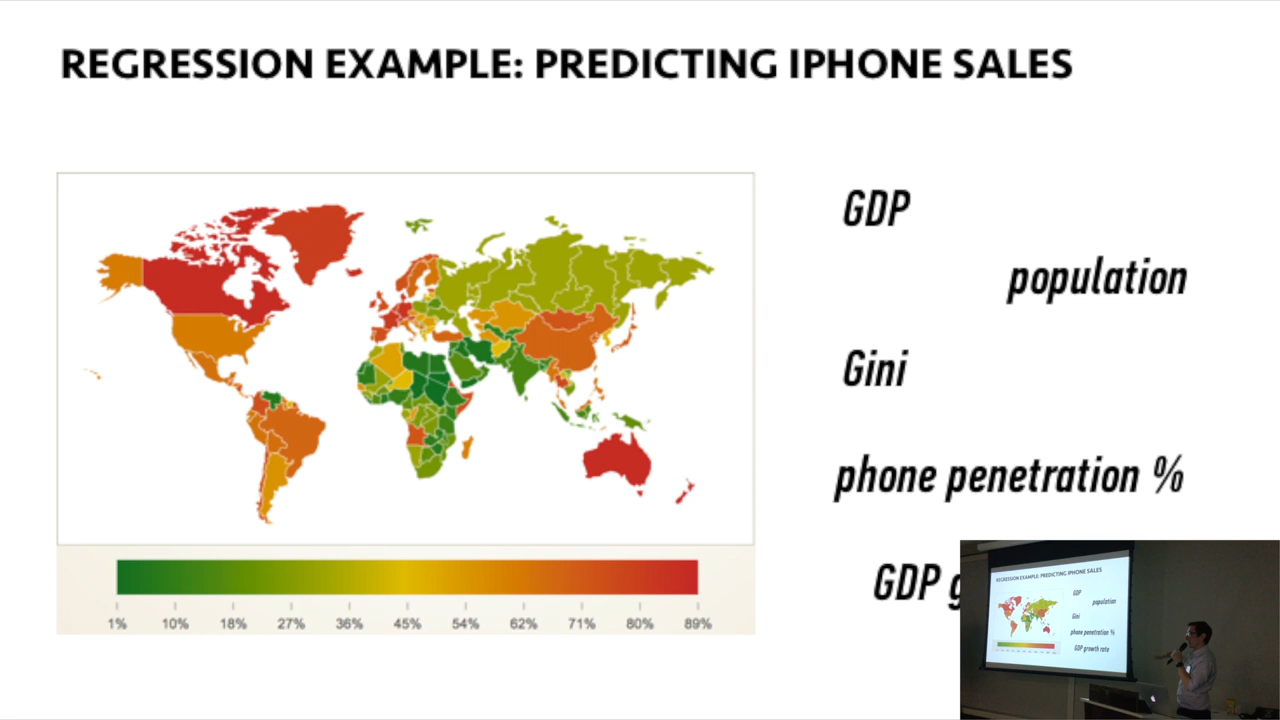 REGRESSION EXAMPLE: PREDICTING IPHONE SALES
GDP
population
Gini
phone penetration %
GDP g
1% 10% 18% 27% 36% 45% 54% 62% 71% 80% 89%
REGRESSION EXAMPLE: PREDICTING IPHONE SALES
GDP
population
Gini
phone penetration %
GDP growth rate